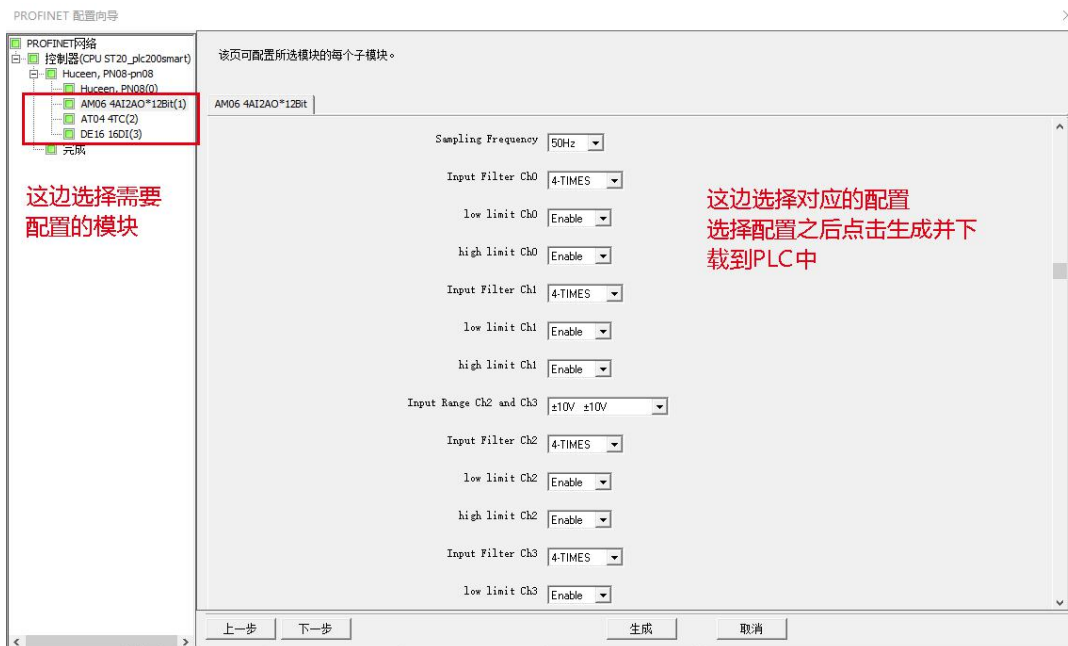 PROFINET 配置向导
PROFINET网络
控制器(CPU ST20_plc200smart)
Huceen, PN08-pn08
Huceen, PN08(0)
AM06 4AI2AO*12Bit(1)
AT04 4TC(2)
DE16 16DI(3)
完成
这边选择需要
配置的模块
该页可配置所选模块的每个子模块。
AM06 4AI2AO*12Bit
Sampling Frequency 50Hz
Input Filter Ch0 4-TIMES
low limit Ch0 Enable
high limit Ch0 Enable
Input Filter Ch1 4-TIMES
low limit Ch1 Enable
high limit Ch1 Enable
Input Range Ch2 and Ch3 ±10V ±10V
Input Filter Ch2 4-TIMES
low limit Ch2 Enable
high limit Ch2 Enable
Input Filter Ch3 4-TIMES
low limit Ch3 Enable
这边选择对应的配置
选择配置之后点击生成并下
载到PLC中
上一步 下一步 生成 取消